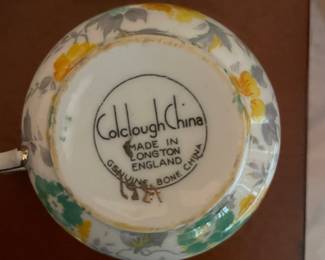 Colclough China
MADE IN
LONGTON
ENGLAND
GENUINE BONE CHINA